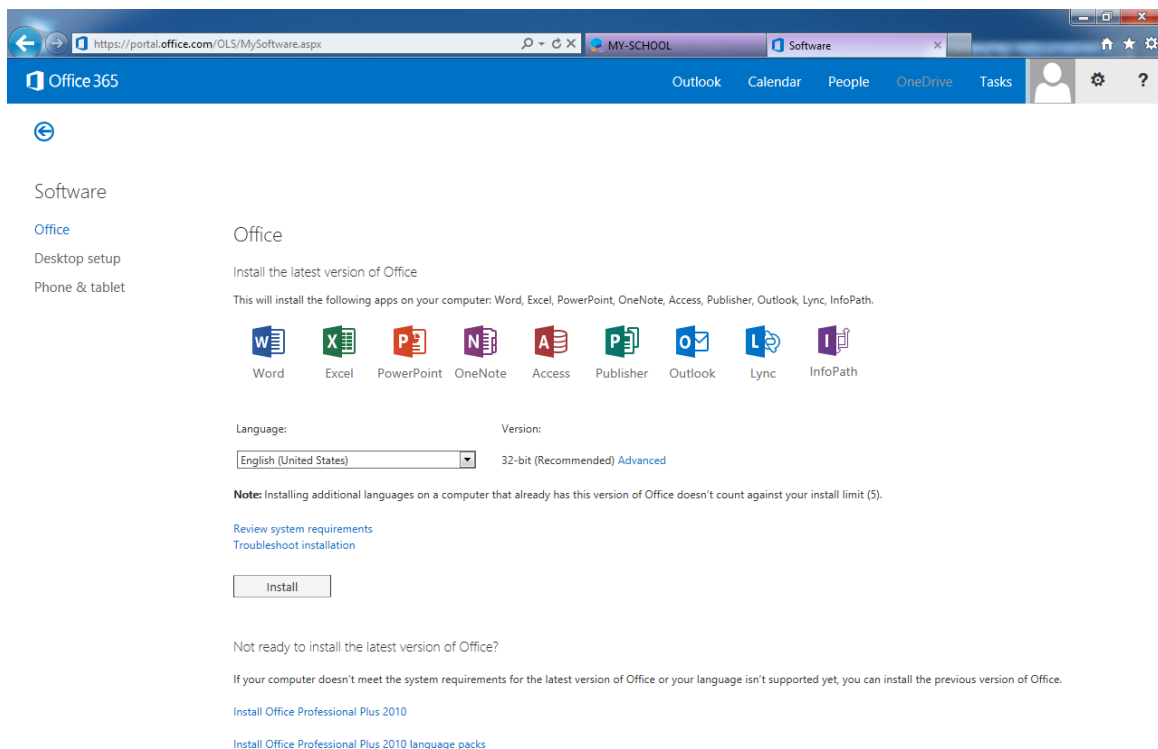 https://portal.office.com/OLS/MySoftware.aspx
MY-SCHOOL
Software
Office 365
Outlook Calendar People OneDrive Tasks ?
Software
Office
Desktop setup
Phone & tablet
Office
Install the latest version of Office
This will install the following apps on your computer: Word, Excel, PowerPoint, OneNote, Access, Publisher, Outlook, Lync, InfoPath.
Word Excel PowerPoint OneNote Access Publisher Outlook Lync InfoPath
Language: Version:
English (United States) 32-bit (Recommended) Advanced
Note: Installing additional languages on a computer that already has this version of Office doesn't count against your install limit (5).
Review system requirements
Troubleshoot installation
Install
Not ready to install the latest version of Office?
If your computer doesn't meet the system requirements for the latest version of Office or your language isn't supported yet, you can install the previous version of Office.
Install Office Professional Plus 2010
Install Office Professional Plus 2010 language packs